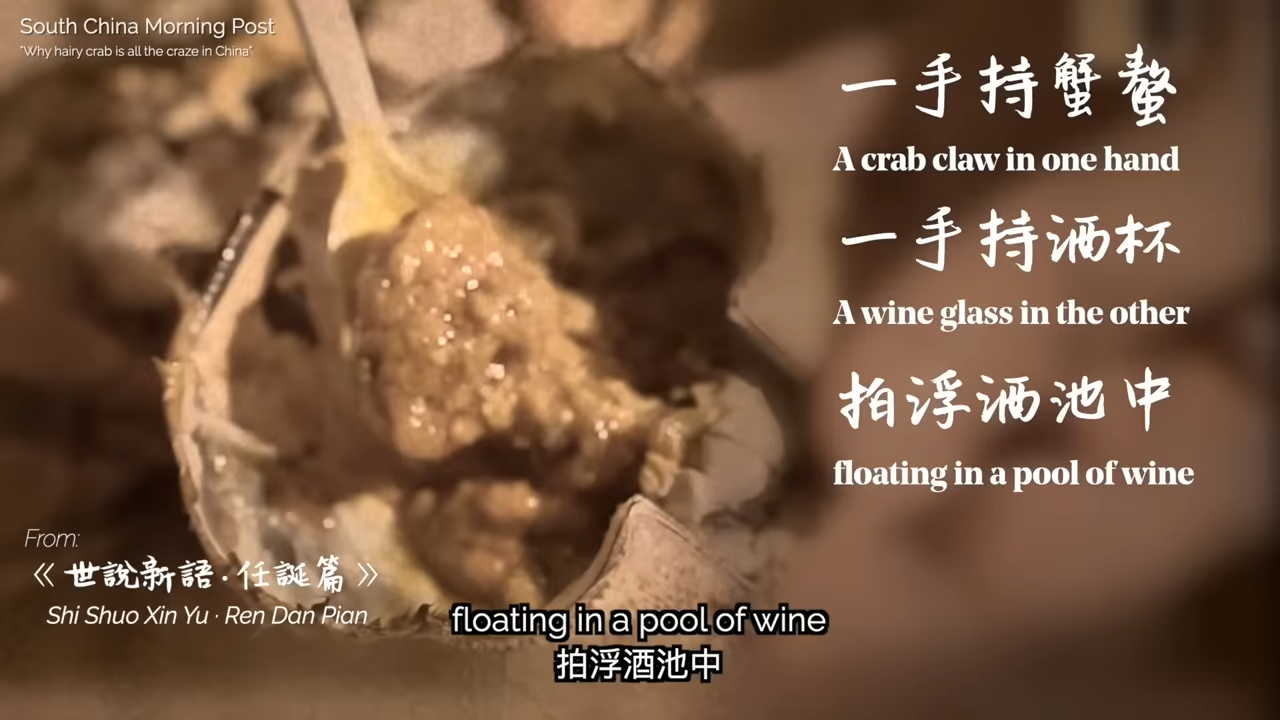 South China Morning Post
"Why hairy crab is all the craze in China"
一手持蟹螯
A crab claw in one hand
一手持酒杯
A wine glass in the other
拍浮酒池中
floating in a pool of wine
From:
《世說新語·任誕篇》
Shi Shuo Xin Yu · Ren Dan Pian
floating in a pool of wine
拍浮酒池中